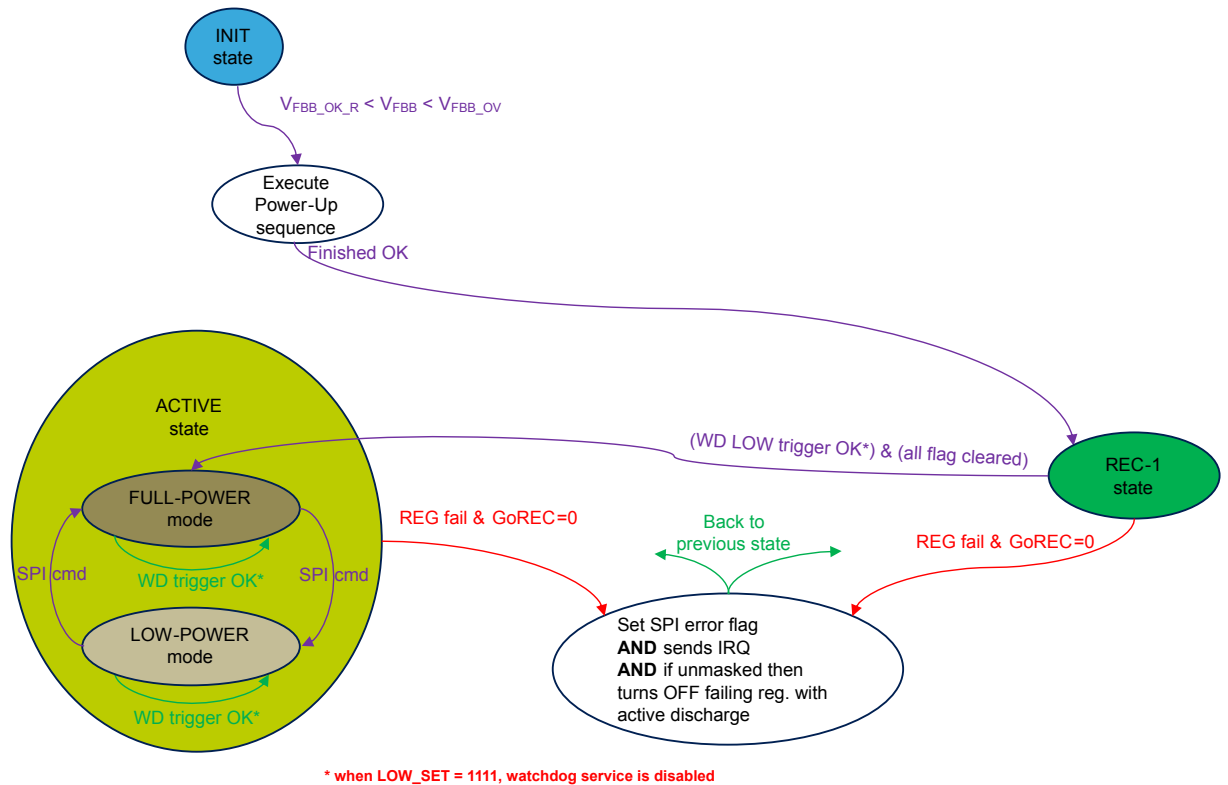 INIT
state
V_FBB_OK_R < V_FBB < V_FBB_OV
Execute
Power-Up
sequence
Finished OK
ACTIVE
state
(WD LOW trigger OK*) & (all flag cleared)
REC-1
state
FULL-POWER
mode
REG fail & GoREC=0
Back to
previous state
REG fail & GoREC=0
SPI cmd
WD trigger OK*
SPI cmd
LOW-POWER
mode
WD trigger OK*
Set SPI error flag
AND sends IRQ
AND if unmasked then
turns OFF failing reg. with
active discharge
* when LOW_SET = 1111, watchdog service is disabled